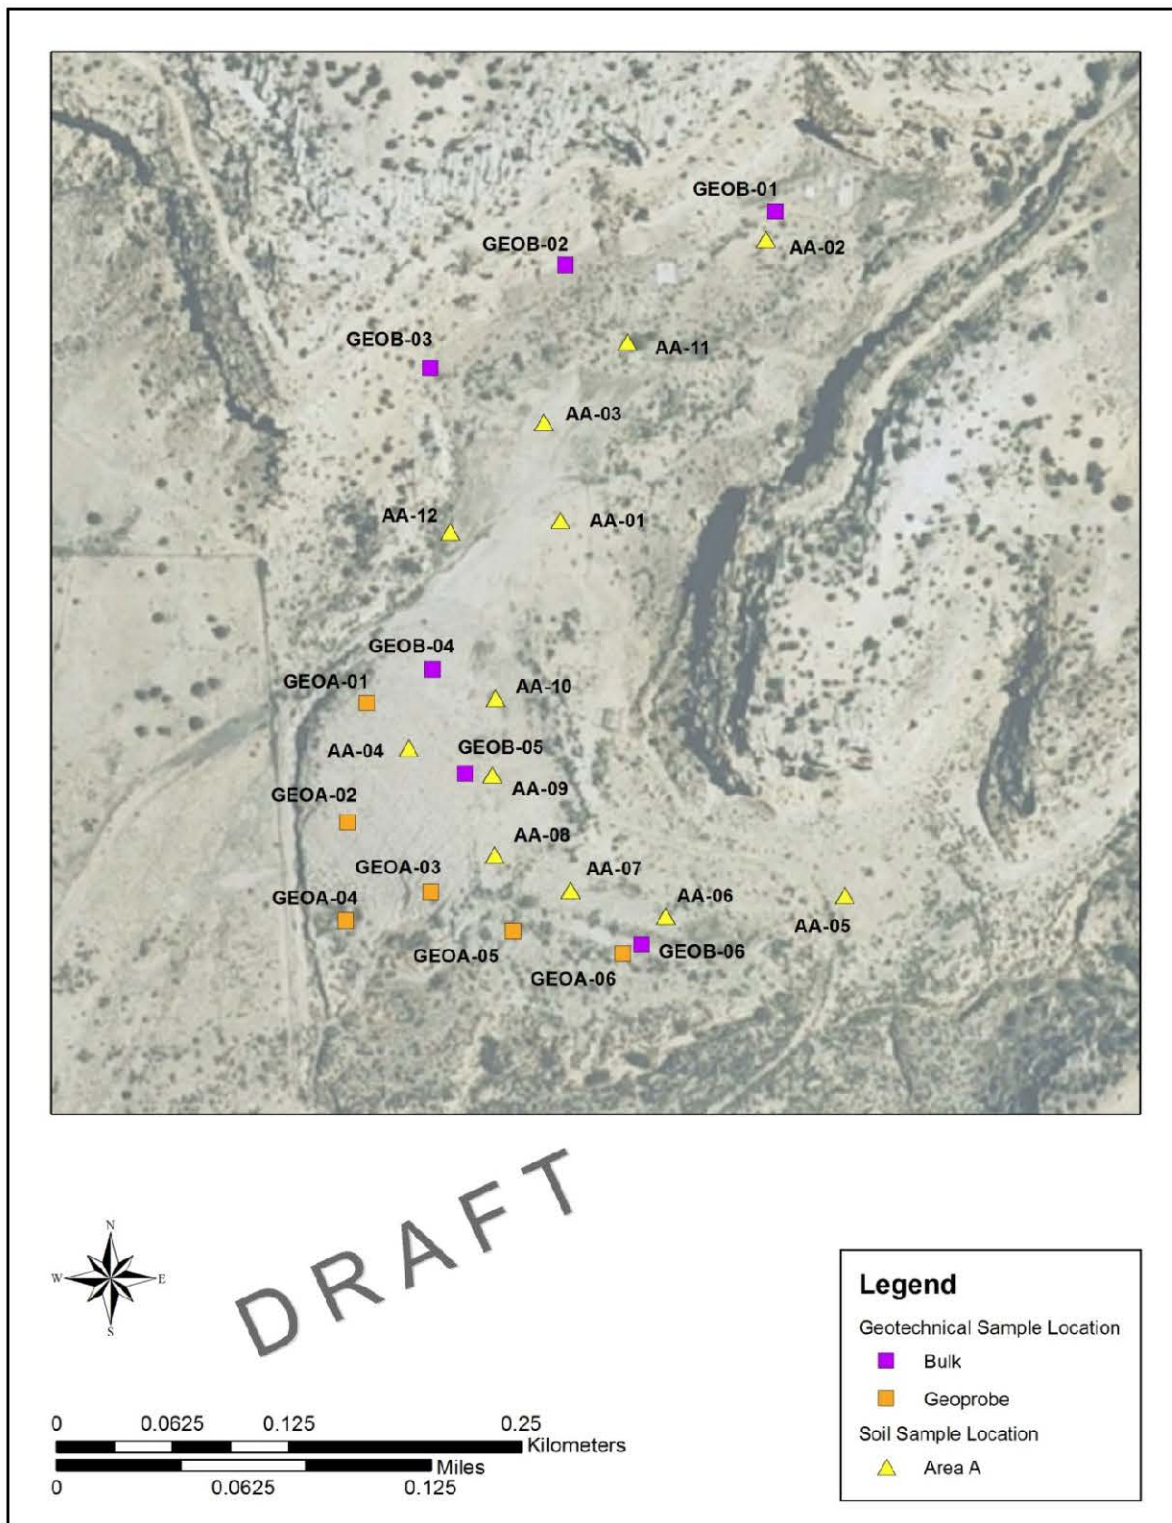 GEOB-01
AA-02
GEOB-02
GEOB-03
AA-11
AA-03
AA-12
AA-01
GEOB-04
GEOA-01
AA-10
AA-04
GEOB-05
AA-09
GEOA-02
AA-08
GEOA-03
AA-07
GEOA-04
AA-06
AA-05
GEOA-05
GEOB-06
GEOA-06
DRAFT
N
W E
S
Legend
Geotechnical Sample Location
Bulk
Geoprobe
Soil Sample Location
Area A
0 0.0625 0.125 0.25
Kilometers
Miles
0 0.0625 0.125